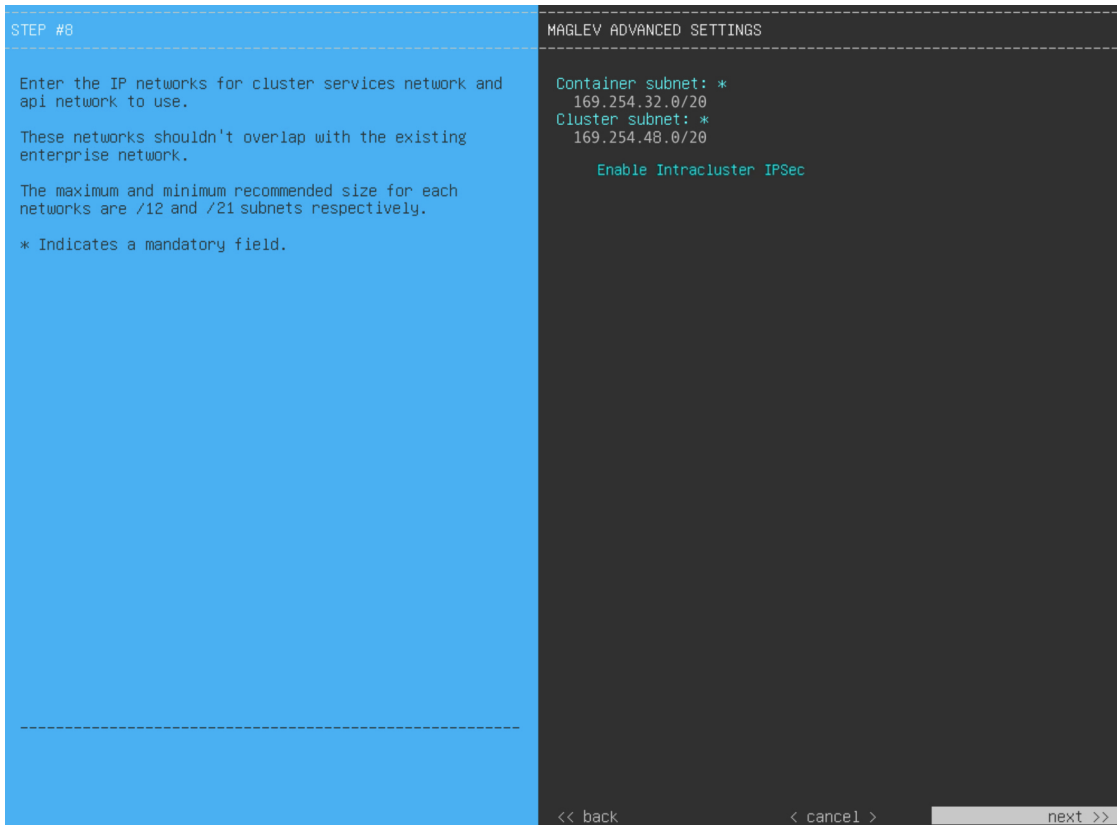 STEP #8
Enter the IP networks for cluster services network and
api network to use.
These networks shouldn't overlap with the existing
enterprise network.
The maximum and minimum recommended size for each
networks are /12 and /21 subnets respectively.
* Indicates a mandatory field.
MAGLEV ADVANCED SETTINGS
Container subnet: *
169.254.32.0/20
Cluster subnet: *
169.254.48.0/20
Enable Intracluster IPSec
<< back < cancel > next >>